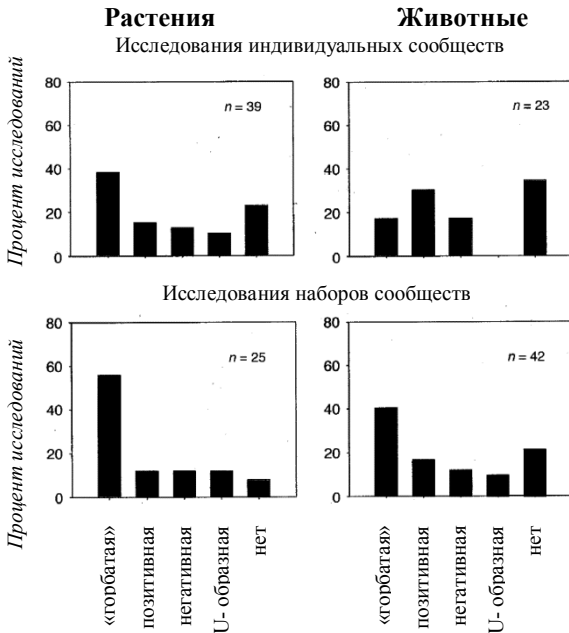 Растения Животные
Исследования индивидуальных сообществ
Процент исследований
80
60
40
20
0
n = 39
80
60
40
20
0
n = 23
Исследования наборов сообществ
Процент исследований
80
60
40
20
0
n = 25
80
60
40
20
0
n = 42
«горбатая»
позитивная
негативная
U- образная
нет
«горбатая»
позитивная
негативная
U- образная
нет